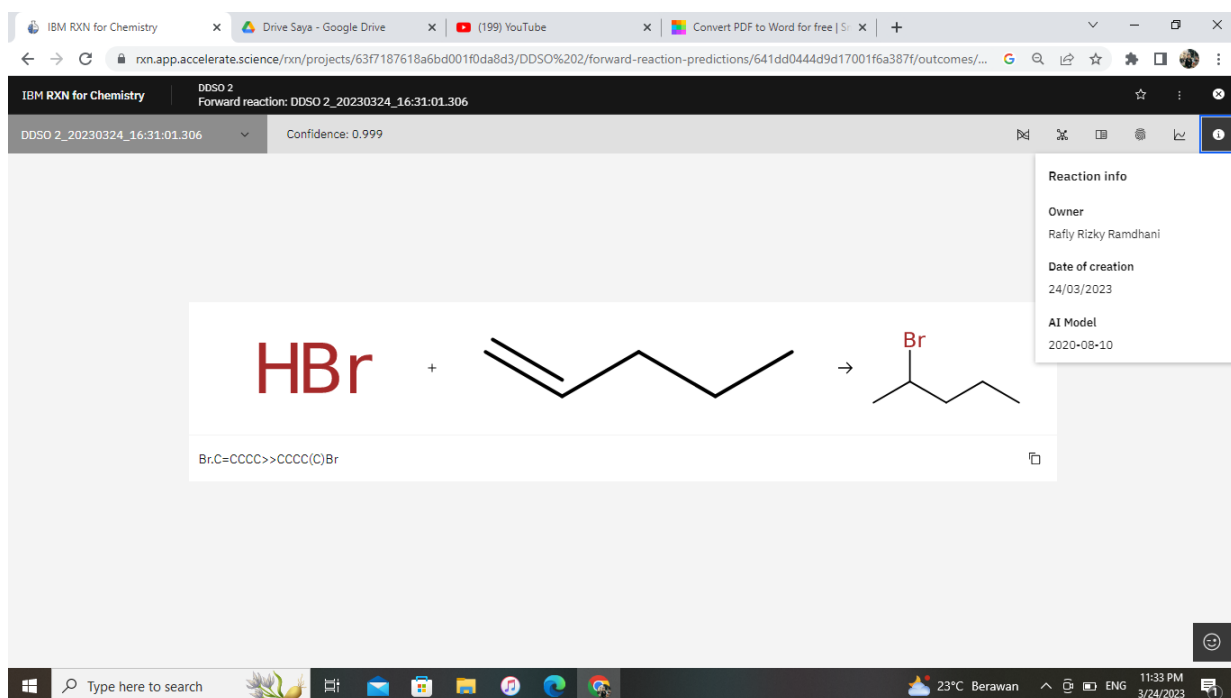 IBM RXN for Chemistry
Drive Saya - Google Drive
(199) YouTube
Convert PDF to Word for free | Sm
rxn.app.accelerate.science/rxn/projects/63f7187618a6bd001f0da8d3/DDSO%202/forward-reaction-predictions/641dd0444d9d17001f6a387f/outcomes/...
IBM RXN for Chemistry
DDSO 2
Forward reaction: DDSO 2_20230324_16:31:01.306
DDSO 2_20230324_16:31:01.306
Confidence: 0.999
Reaction info
Owner
Rafly Rizky Ramdhani
Date of creation
24/03/2023
AI Model
2020-08-10
HBr
+
→
Br
Br.C=CCCC>>CCCC(C)Br
Type here to search
23°C Berawan
ENG
11:33 PM
3/24/2023